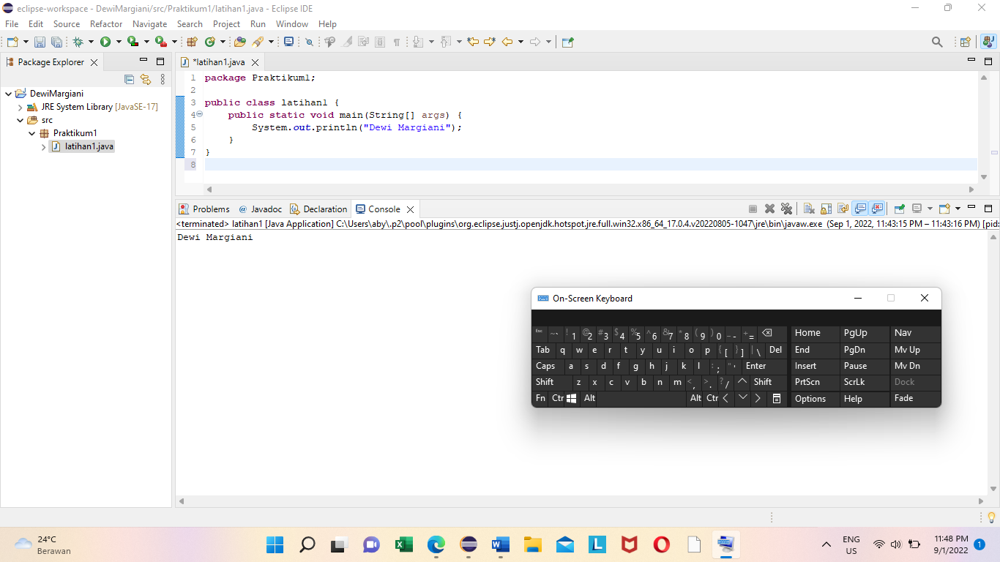 eclipse-workspace - DewiMargiani/src/Praktikum1/latihan1.java - Eclipse IDE
File Edit Source Refactor Navigate Search Project Run Window Help
Package Explorer
*latihan1.java
DewiMargiani
JRE System Library [JavaSE-17]
src
Praktikum1
latihan1.java
1 package Praktikum1;
2
3 public class latihan1 {
4 public static void main(String[] args) {
5 System.out.println("Dewi Margiani");
6 }
7 }
8
Problems @ Javadoc Declaration Console
<terminated> latihan1 [Java Application] C:\Users\aby\.p2\pool\plugins\org.eclipse.justj.openjdk.hotspot.jre.full.win32.x86_64_17.0.4.v20220805-1047\jre\bin\javaw.exe (Sep 1, 2022, 11:43:15 PM – 11:43:16 PM) [pid:
Dewi Margiani
On-Screen Keyboard
Esc ~ ` ! 1 @ 2 # 3 $ 4 % 5 ^ 6 & 7 * 8 ( 9 ) 0 _ - + = Home PgUp Nav
Tab q w e r t y u i o p { [ } ] | \ Del End PgDn Mv Up
Caps a s d f g h j k l : ; " ' Enter Insert Pause Mv Dn
Shift z x c v b n m < , > . ? / Shift PrtScn ScrLk Dock
Fn Ctr Alt Alt Ctr Options Help Fade
24°C
Berawan
ENG
US
11:48 PM
9/1/2022
1